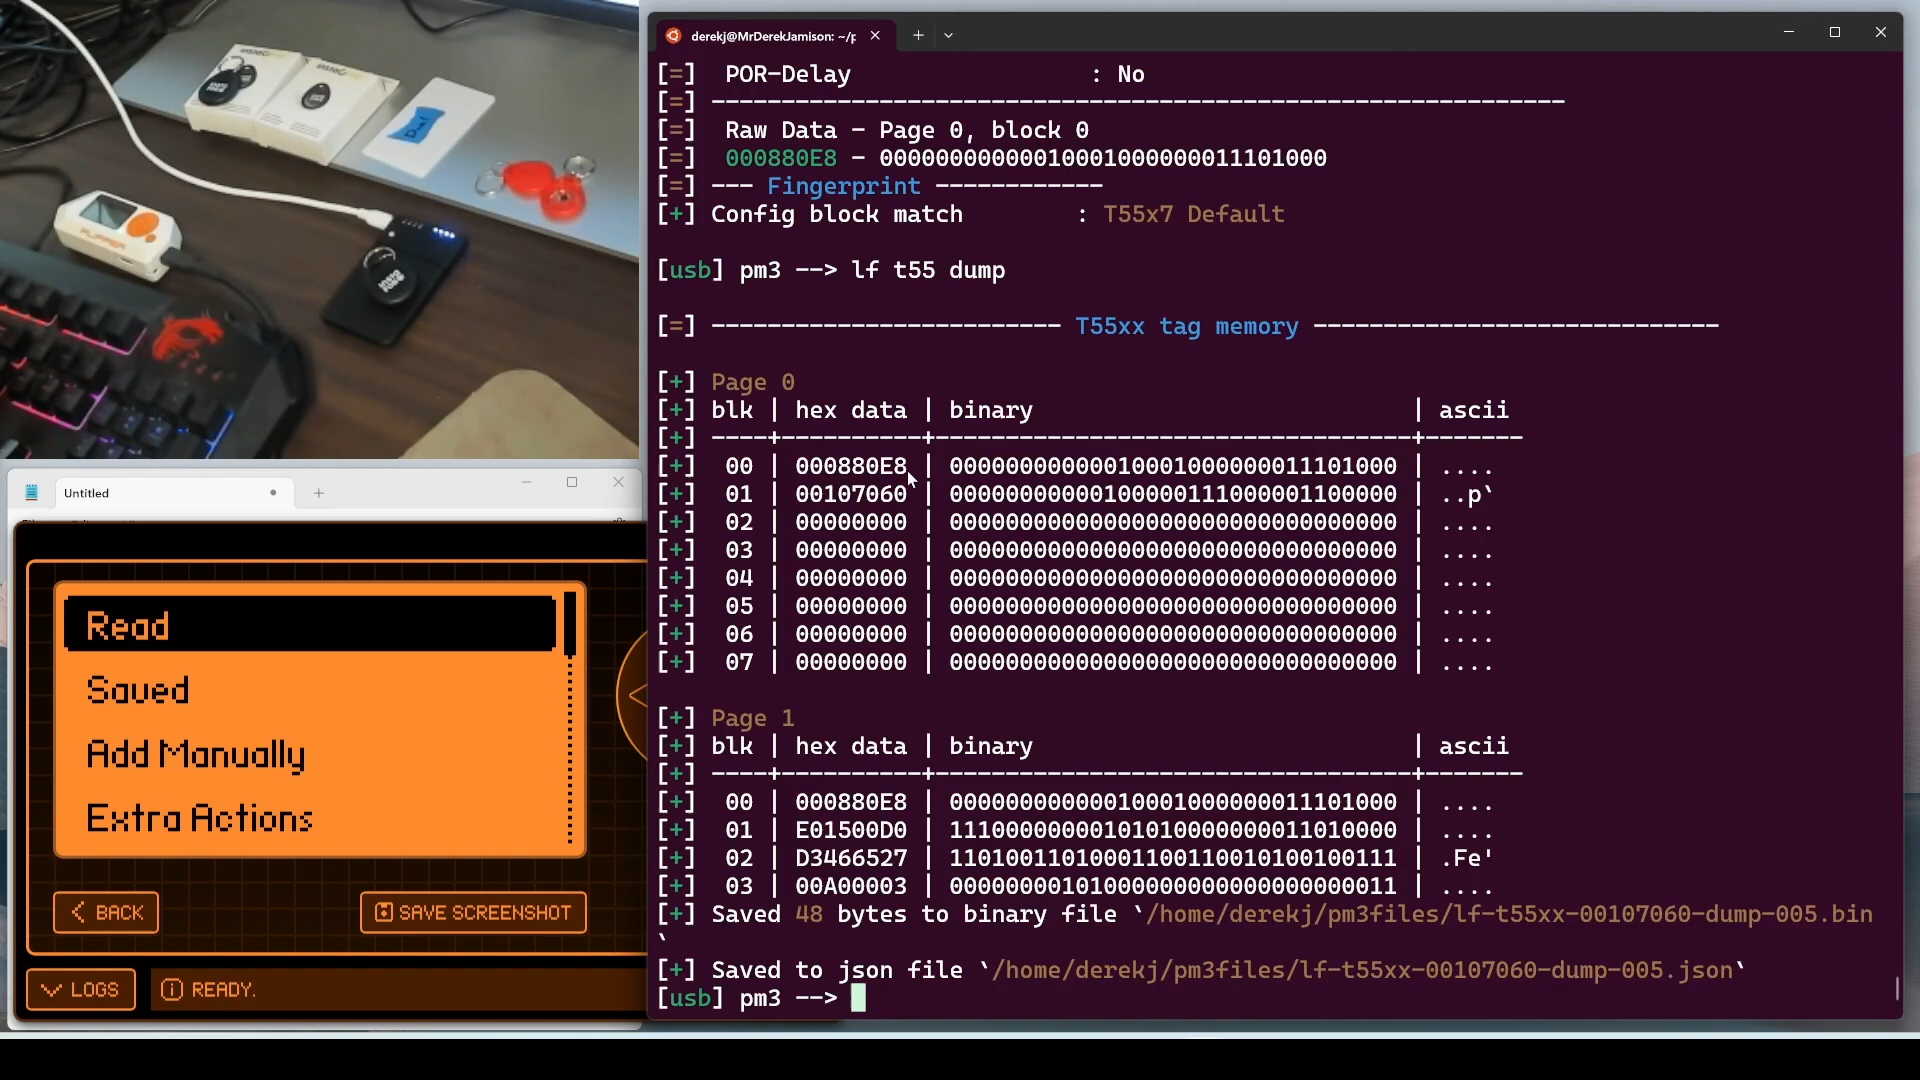 derekj@MrDerekJamison: ~/p
[=] POR-Delay : No
[=] -------------------------------------------------------------
[=] Raw Data - Page 0, block 0
[=] 000880E8 - 00000000000010001000000011101000
[=] --- Fingerprint ------------
[+] Config block match : T55x7 Default
[usb] pm3 --> lf t55 dump
[=] ------------------------- T55xx tag memory -----------------------------
[+] Page 0
[+] blk | hex data | binary | ascii
[+] ----+----------+----------------------------------+-------
[+] 00 | 000880E8 | 00000000000010001000000011101000 | ....
[+] 01 | 00107060 | 00000000000100000111000001100000 | ..p`
[+] 02 | 00000000 | 00000000000000000000000000000000 | ....
[+] 03 | 00000000 | 00000000000000000000000000000000 | ....
[+] 04 | 00000000 | 00000000000000000000000000000000 | ....
[+] 05 | 00000000 | 00000000000000000000000000000000 | ....
[+] 06 | 00000000 | 00000000000000000000000000000000 | ....
[+] 07 | 00000000 | 00000000000000000000000000000000 | ....
[+] Page 1
[+] blk | hex data | binary | ascii
[+] ----+----------+----------------------------------+-------
[+] 00 | 000880E8 | 00000000000010001000000011101000 | ....
[+] 01 | E01500D0 | 11100000000101010000000011010000 | ....
[+] 02 | D3466527 | 11010011010001100110010100100111 | .Fe'
[+] 03 | 00A00003 | 00000000101000000000000000000011 | ....
[+] Saved 48 bytes to binary file `/home/derekj/pm3files/lf-t55xx-00107060-dump-005.bin
`
[+] Saved to json file `/home/derekj/pm3files/lf-t55xx-00107060-dump-005.json`
[usb] pm3 -->
FLIPPER
Untitled
Read
Saved
Add Manually
Extra Actions
BACK
SAVE SCREENSHOT
LOGS
READY.